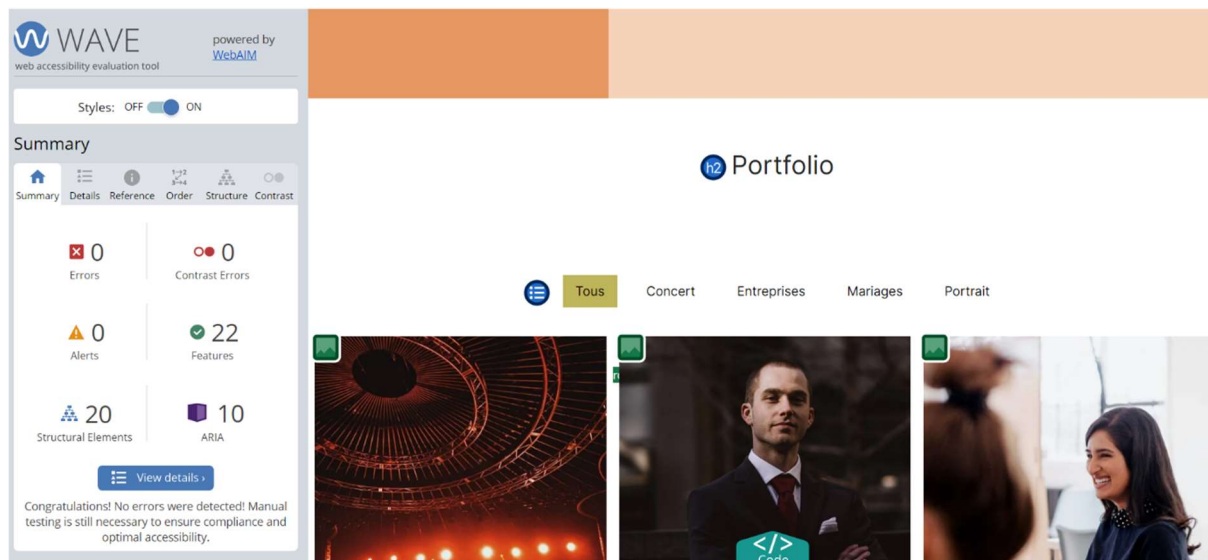 WAVE
web accessibility evaluation tool
powered by
WebAIM
Styles: OFF ON
Summary
Summary Details Reference Order Structure Contrast
0
Errors
0
Contrast Errors
0
Alerts
22
Features
20
Structural Elements
10
ARIA
View details ›
Congratulations! No errors were detected! Manual
testing is still necessary to ensure compliance and
optimal accessibility.
h2 Portfolio
Tous Concert Entreprises Mariages Portrait
</>
Code